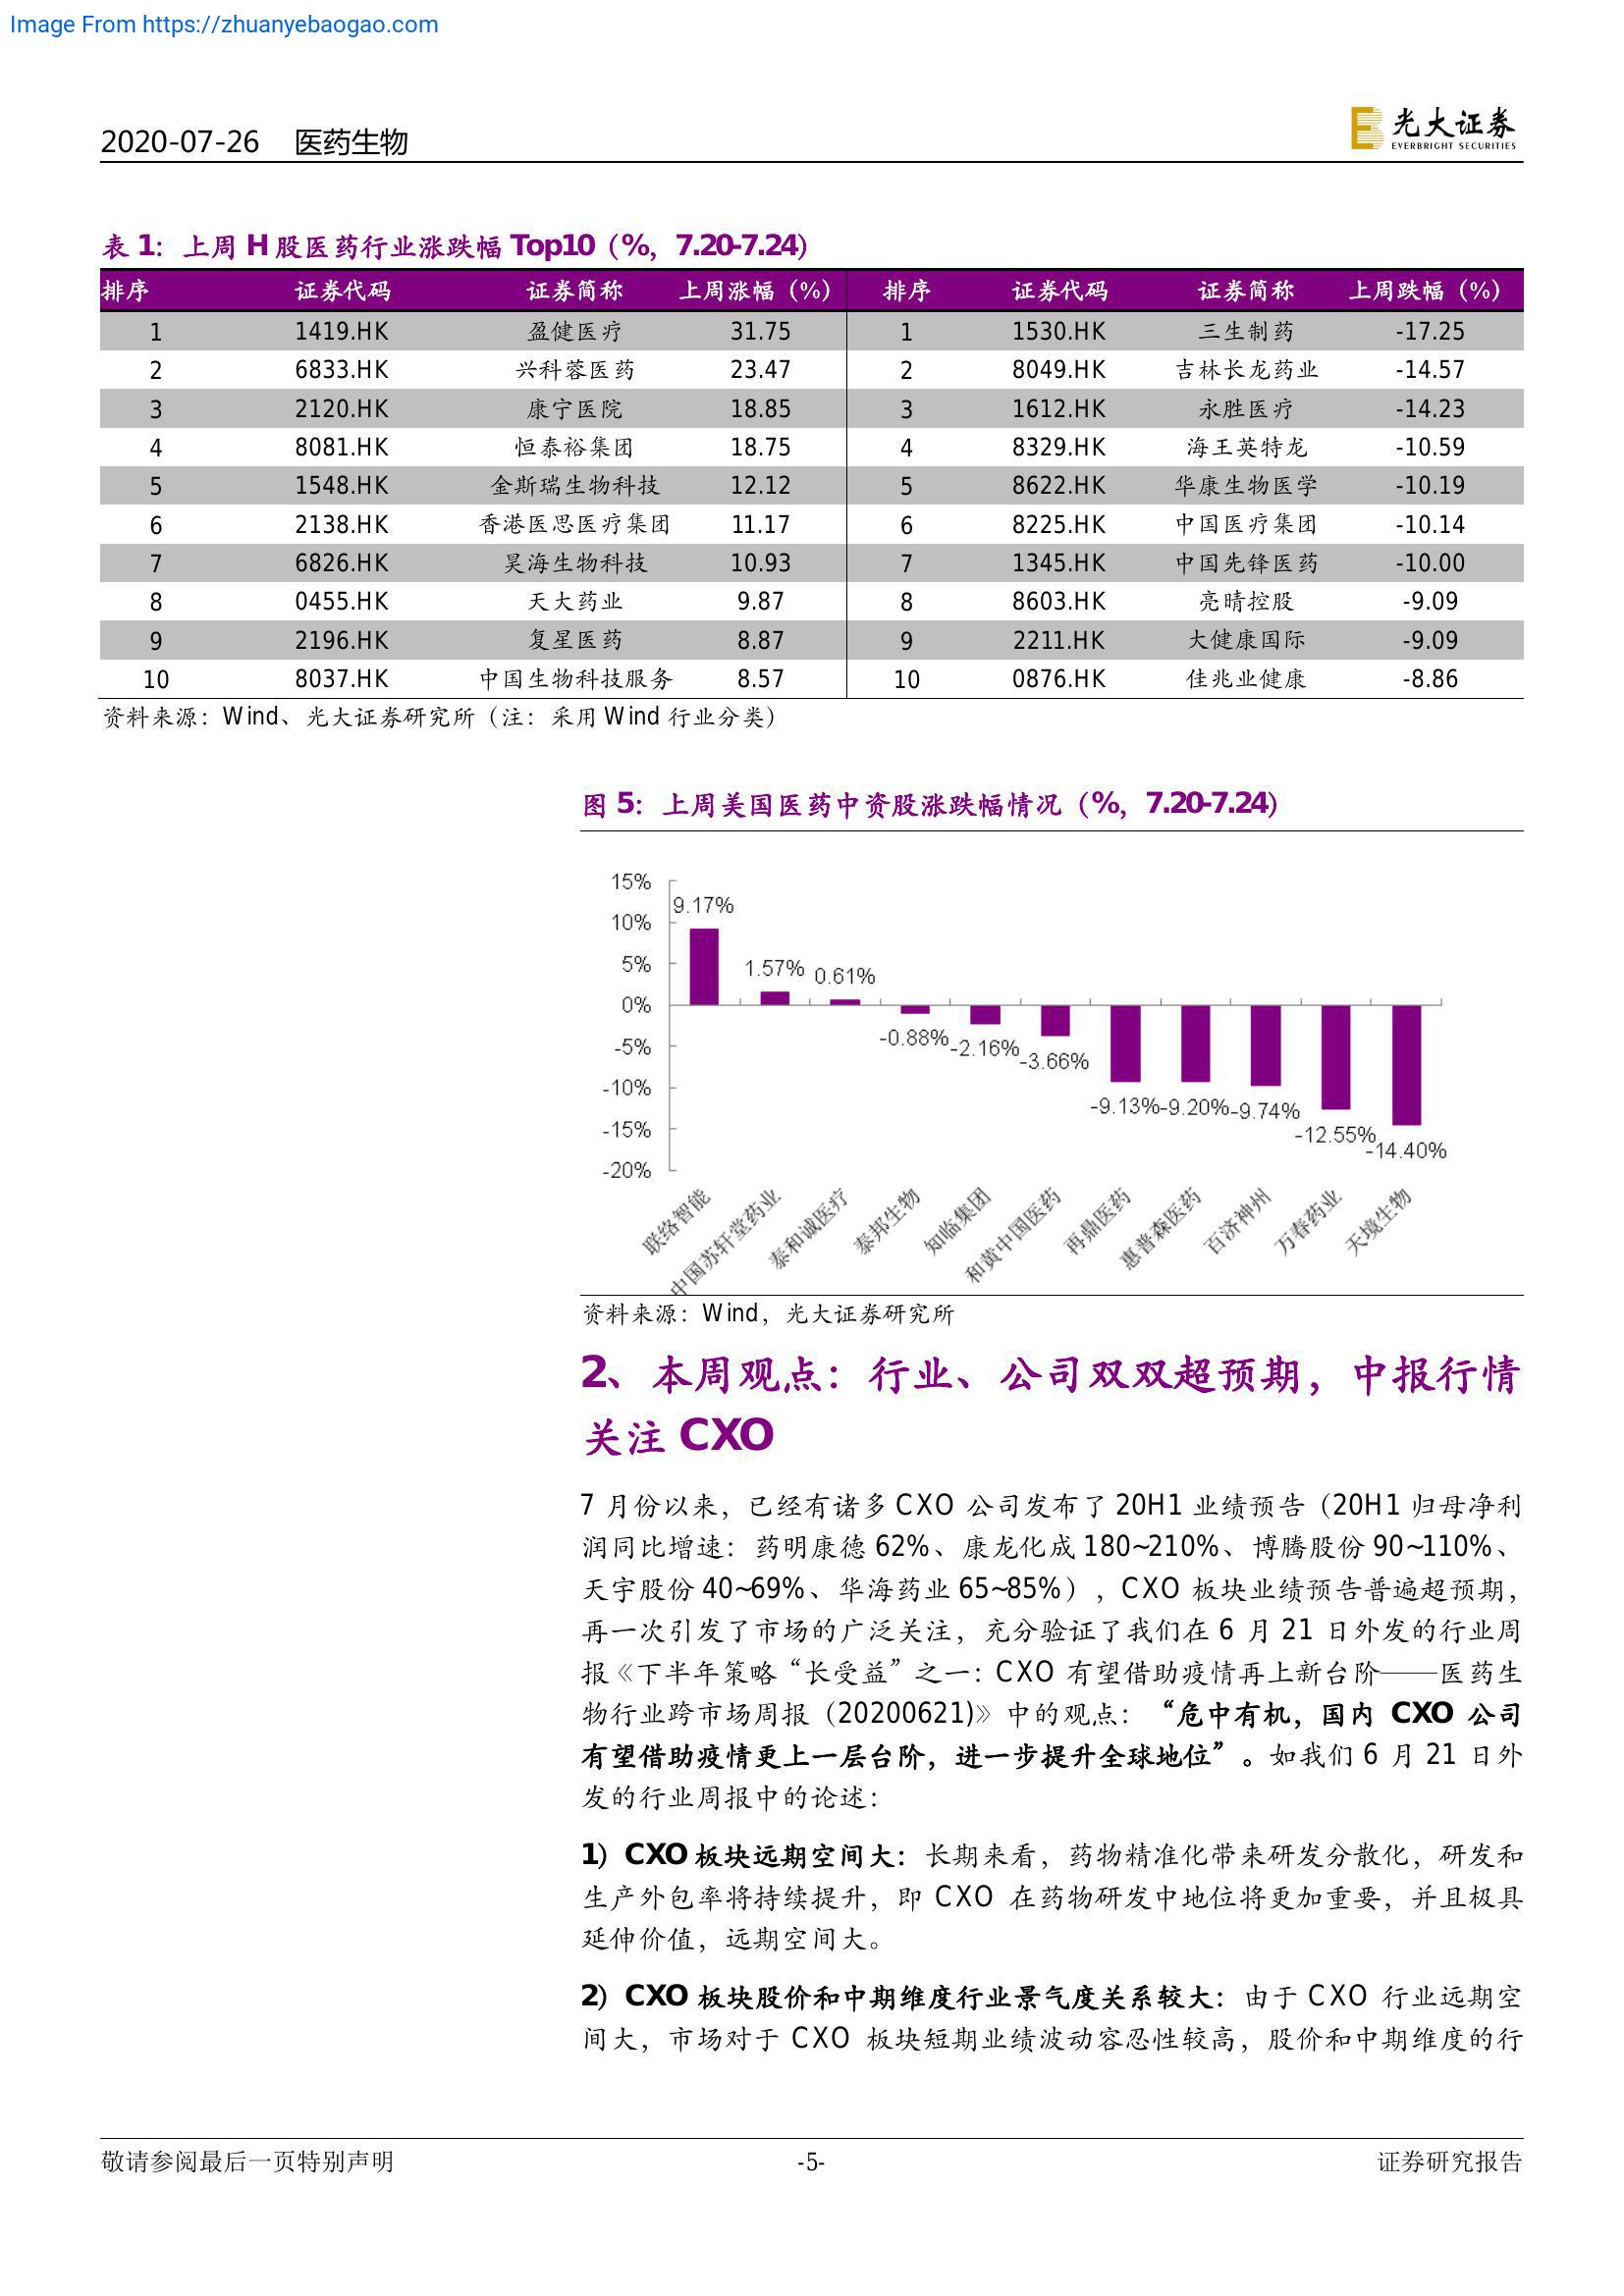 Image From https://zhuanyebaogao.com
2020-07-26 医药生物
光大证券
EVERBRIGHT SECURITIES
表 1：上周 H 股医药行业涨跌幅 Top10（%，7.20-7.24）
排序 证券代码 证券简称 上周涨幅（%） 排序 证券代码 证券简称 上周跌幅（%）
1 1419.HK 盈健医疗 31.75 1 1530.HK 三生制药 -17.25
2 6833.HK 兴科蓉医药 23.47 2 8049.HK 吉林长龙药业 -14.57
3 2120.HK 康宁医院 18.85 3 1612.HK 永胜医疗 -14.23
4 8081.HK 恒泰裕集团 18.75 4 8329.HK 海王英特龙 -10.59
5 1548.HK 金斯瑞生物科技 12.12 5 8622.HK 华康生物医学 -10.19
6 2138.HK 香港医思医疗集团 11.17 6 8225.HK 中国医疗集团 -10.14
7 6826.HK 昊海生物科技 10.93 7 1345.HK 中国先锋医药 -10.00
8 0455.HK 天大药业 9.87 8 8603.HK 亮晴控股 -9.09
9 2196.HK 复星医药 8.87 9 2211.HK 大健康国际 -9.09
10 8037.HK 中国生物科技服务 8.57 10 0876.HK 佳兆业健康 -8.86
资料来源：Wind、光大证券研究所（注：采用 Wind 行业分类）
图 5：上周美国医药中资股涨跌幅情况（%，7.20-7.24）
15%
10%
5%
0%
-5%
-10%
-15%
-20%
9.17%
1.57%
0.61%
-0.88%
-2.16%
-3.66%
-9.13%
-9.20%
-9.74%
-12.55%
-14.40%
联络智能
中国苏轩堂药业
泰和诚医疗
泰邦生物
知临集团
和黄中国医药
再鼎医药
惠普森医药
百济神州
万春药业
天境生物
资料来源：Wind，光大证券研究所
2、本周观点：行业、公司双双超预期，中报行情
关注 CXO
7 月份以来，已经有诸多 CXO 公司发布了 20H1 业绩预告（20H1 归母净利
润同比增速：药明康德 62%、康龙化成 180~210%、博腾股份 90~110%、
天宇股份 40~69%、华海药业 65~85%），CXO 板块业绩预告普遍超预期，
再一次引发了市场的广泛关注，充分验证了我们在 6 月 21 日外发的行业周
报《下半年策略“长受益”之一：CXO 有望借助疫情再上新台阶——医药生
物行业跨市场周报（20200621)》中的观点：“危中有机，国内 CXO 公司
有望借助疫情更上一层台阶，进一步提升全球地位”。如我们 6 月 21 日外
发的行业周报中的论述：
1）CXO 板块远期空间大：长期来看，药物精准化带来研发分散化，研发和
生产外包率将持续提升，即 CXO 在药物研发中地位将更加重要，并且极具
延伸价值，远期空间大。
2）CXO 板块股价和中期维度行业景气度关系较大：由于 CXO 行业远期空
间大，市场对于 CXO 板块短期业绩波动容忍性较高，股价和中期维度的行
敬请参阅最后一页特别声明 -5- 证券研究报告